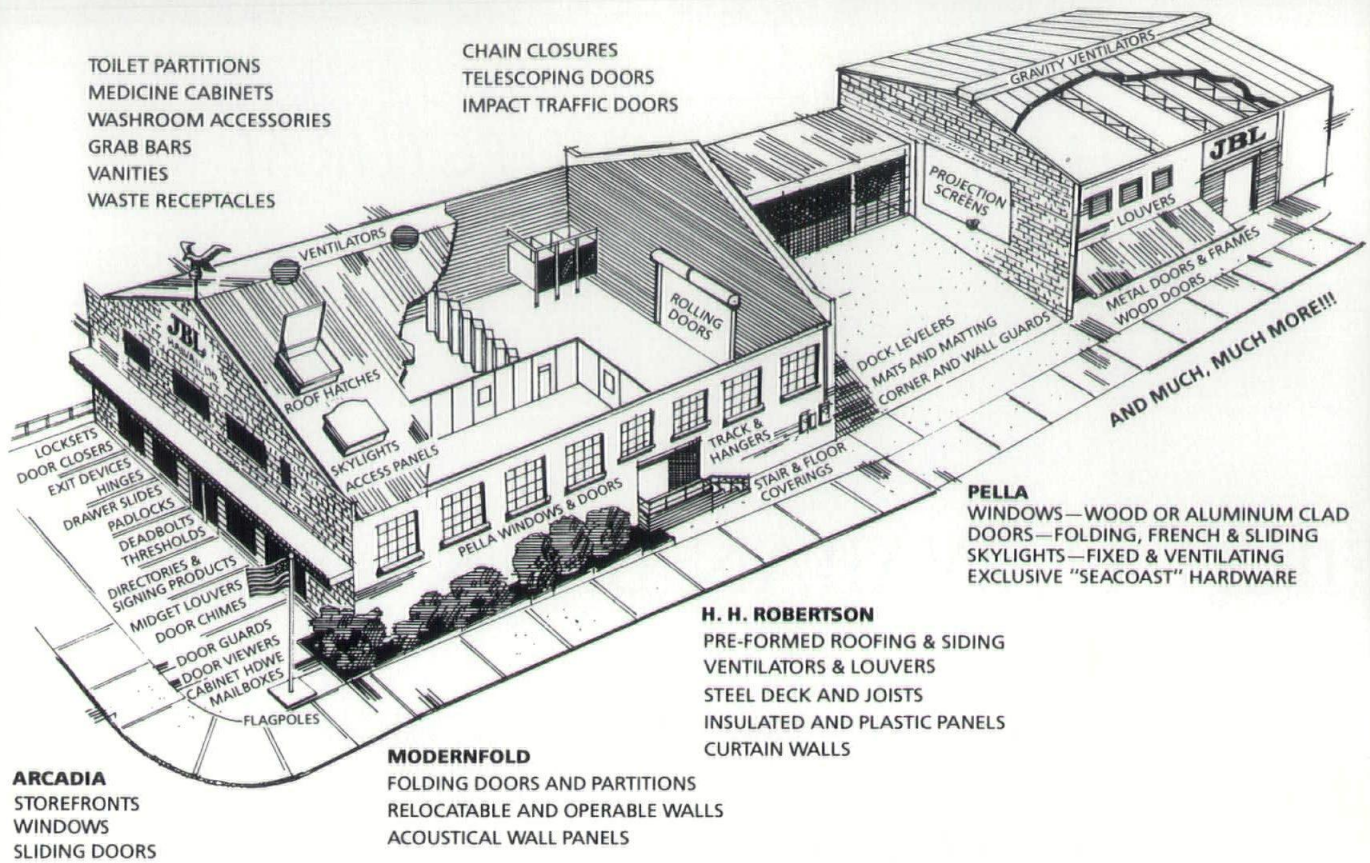 TOILET PARTITIONS
MEDICINE CABINETS
WASHROOM ACCESSORIES
GRAB BARS
VANITIES
WASTE RECEPTACLES
CHAIN CLOSURES
TELESCOPING DOORS
IMPACT TRAFFIC DOORS
GRAVITY VENTILATORS
JBL
PROJECTION
SCREENS
LOUVERS
METAL DOORS & FRAMES
WOOD DOORS
VENTILATORS
ROLLING
DOORS
JBL
HAWAII, LTD.
ROOF HATCHES
SKYLIGHTS
ACCESS PANELS
DOCK LEVELERS
MATS AND MATTING
CORNER AND WALL GUARDS
AND MUCH, MUCH MORE!!!
TRACK &
HANGERS
STAIR & FLOOR
COVERINGS
PELLA WINDOWS & DOORS
LOCKSETS
DOOR CLOSERS
EXIT DEVICES
HINGES
DRAWER SLIDES
PADLOCKS
DEADBOLTS
THRESHOLDS
DIRECTORIES &
SIGNING PRODUCTS
MIDGET LOUVERS
DOOR CHIMES
DOOR GUARDS
DOOR VIEWERS
CABINET HDWE
MAILBOXES
FLAGPOLES
PELLA
WINDOWS—WOOD OR ALUMINUM CLAD
DOORS—FOLDING, FRENCH & SLIDING
SKYLIGHTS—FIXED & VENTILATING
EXCLUSIVE "SEACOAST" HARDWARE
H. H. ROBERTSON
PRE-FORMED ROOFING & SIDING
VENTILATORS & LOUVERS
STEEL DECK AND JOISTS
INSULATED AND PLASTIC PANELS
CURTAIN WALLS
MODERNFOLD
FOLDING DOORS AND PARTITIONS
RELOCATABLE AND OPERABLE WALLS
ACOUSTICAL WALL PANELS
ARCADIA
STOREFRONTS
WINDOWS
SLIDING DOORS